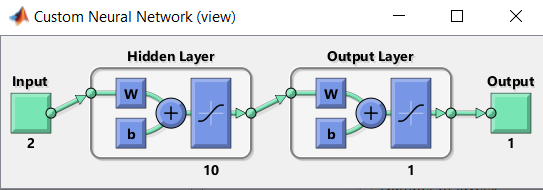 Custom Neural Network (view)
Hidden Layer
Output Layer
Input
Output
W
W
+
+
b
b
2
10
1
1